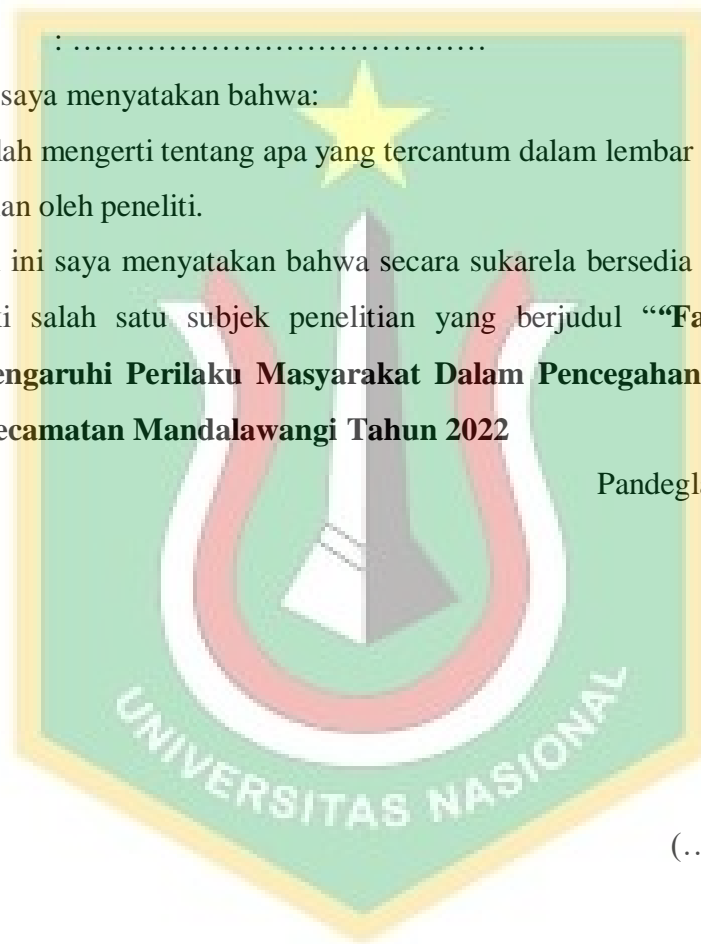 : …………………………………
saya menyatakan bahwa:
lah mengerti tentang apa yang tercantum dalam lembar
an oleh peneliti.
ini saya menyatakan bahwa secara sukarela bersedia
ki salah satu subjek penelitian yang berjudul ““Fa
engaruhi Perilaku Masyarakat Dalam Pencegahan
ecamatan Mandalawangi Tahun 2022
Pandegla
UNIVERSITAS NASIONAL
(…